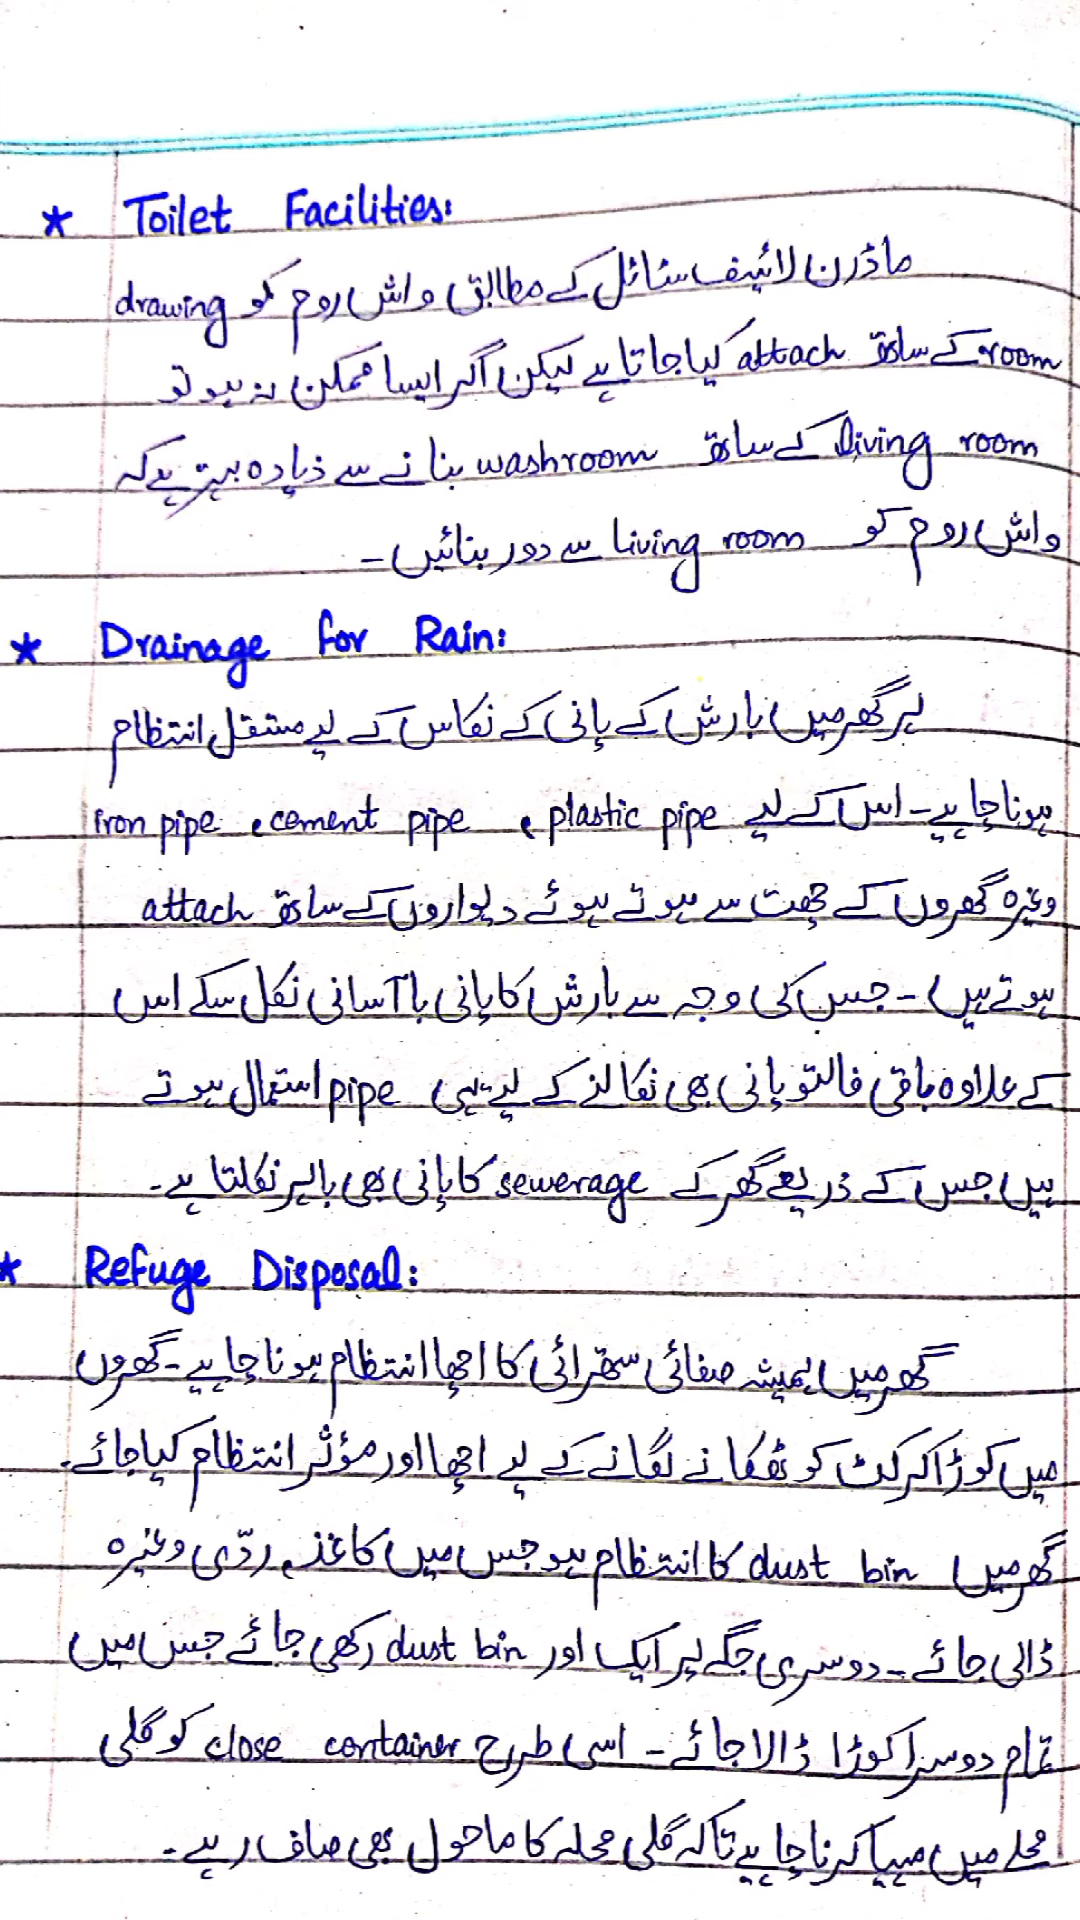 * Toilet Facilities:
ماڈرن لائیف سٹائل کے مطابق واش روم کو drawing
room کے ساتھ attach کیا جاتا ہے لیکن اگر ایسا ممکن نہ ہو تو
living room کے ساتھ washroom بنانے سے زیادہ بہتر ہے کہ
واش روم کو living room سے دور بنائیں۔
* Drainage for Rain:
ہر گھر میں بارش کے پانی کے نکاس کے لیے مستقل انتظام
ہونا چاہیے۔ اس کے لیے plastic pipe ، cement pipe ، iron pipe
وغیرہ گھروں کے چھت سے ہوتے ہوئے دیواروں کے ساتھ attach
ہوتے ہیں۔ جس کی وجہ سے بارش کا پانی باآسانی نکل سکے اس
کے علاوہ باقی فالتو پانی بھی نکالنے کے لیے یہی pipe استعمال ہوتے
ہیں جس کے ذریعے گھر کے sewerage کا پانی بھی باہر نکلتا ہے۔
* Refuge Disposal:
گھر میں ہمیشہ صفائی ستھرائی کا اچھا انتظام ہونا چاہیے۔ گھروں
میں کوڑا کرکٹ کو ٹھکانے لگانے کے لیے اچھا اور مؤثر انتظام کیا جائے۔
گھر میں dust bin کا انتظام ہو جس میں کاغذ، ردّی وغیرہ
ڈالی جائے۔ دوسری جگہ پر ایک اور dust bin رکھی جائے جس میں
تمام دوسرا کوڑا ڈالا جائے۔ اسی طرح close container کو گلی
محلے میں مہیا کرنا چاہیے تاکہ گلی محلہ کا ماحول بھی صاف رہے۔